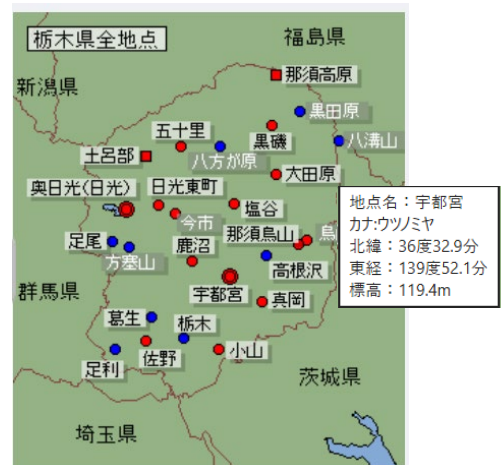 栃木県全地点
福島県
新潟県
那須高原
黒田原
五十里
黒磯
八溝山
土呂部
八方が原
大田原
奥日光(日光)
日光東町
塩谷
今市
那須烏山
足尾
鹿沼
方塞山
高根沢
群馬県
宇都宮
真岡
葛生
栃木
足利
佐野
小山
茨城県
埼玉県
地点名：宇都宮
カナ:ウツノミヤ
北緯：36度32.9分
東経：139度52.1分
標高：119.4m